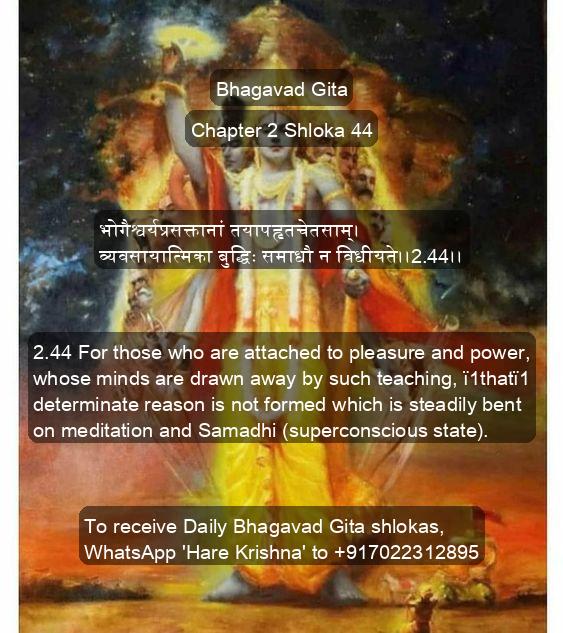 Bhagavad Gita
Chapter 2 Shloka 44
भोगैश्वर्यप्रसक्तानां तयापहृतचेतसाम्।
व्यवसायात्मिका बुद्धिः समाधौ न विधीयते।।2.44।।
2.44 For those who are attached to pleasure and power,
whose minds are drawn away by such teaching, ï1thatï1
determinate reason is not formed which is steadily bent
on meditation and Samadhi (superconscious state).
To receive Daily Bhagavad Gita shlokas,
WhatsApp 'Hare Krishna' to +917022312895